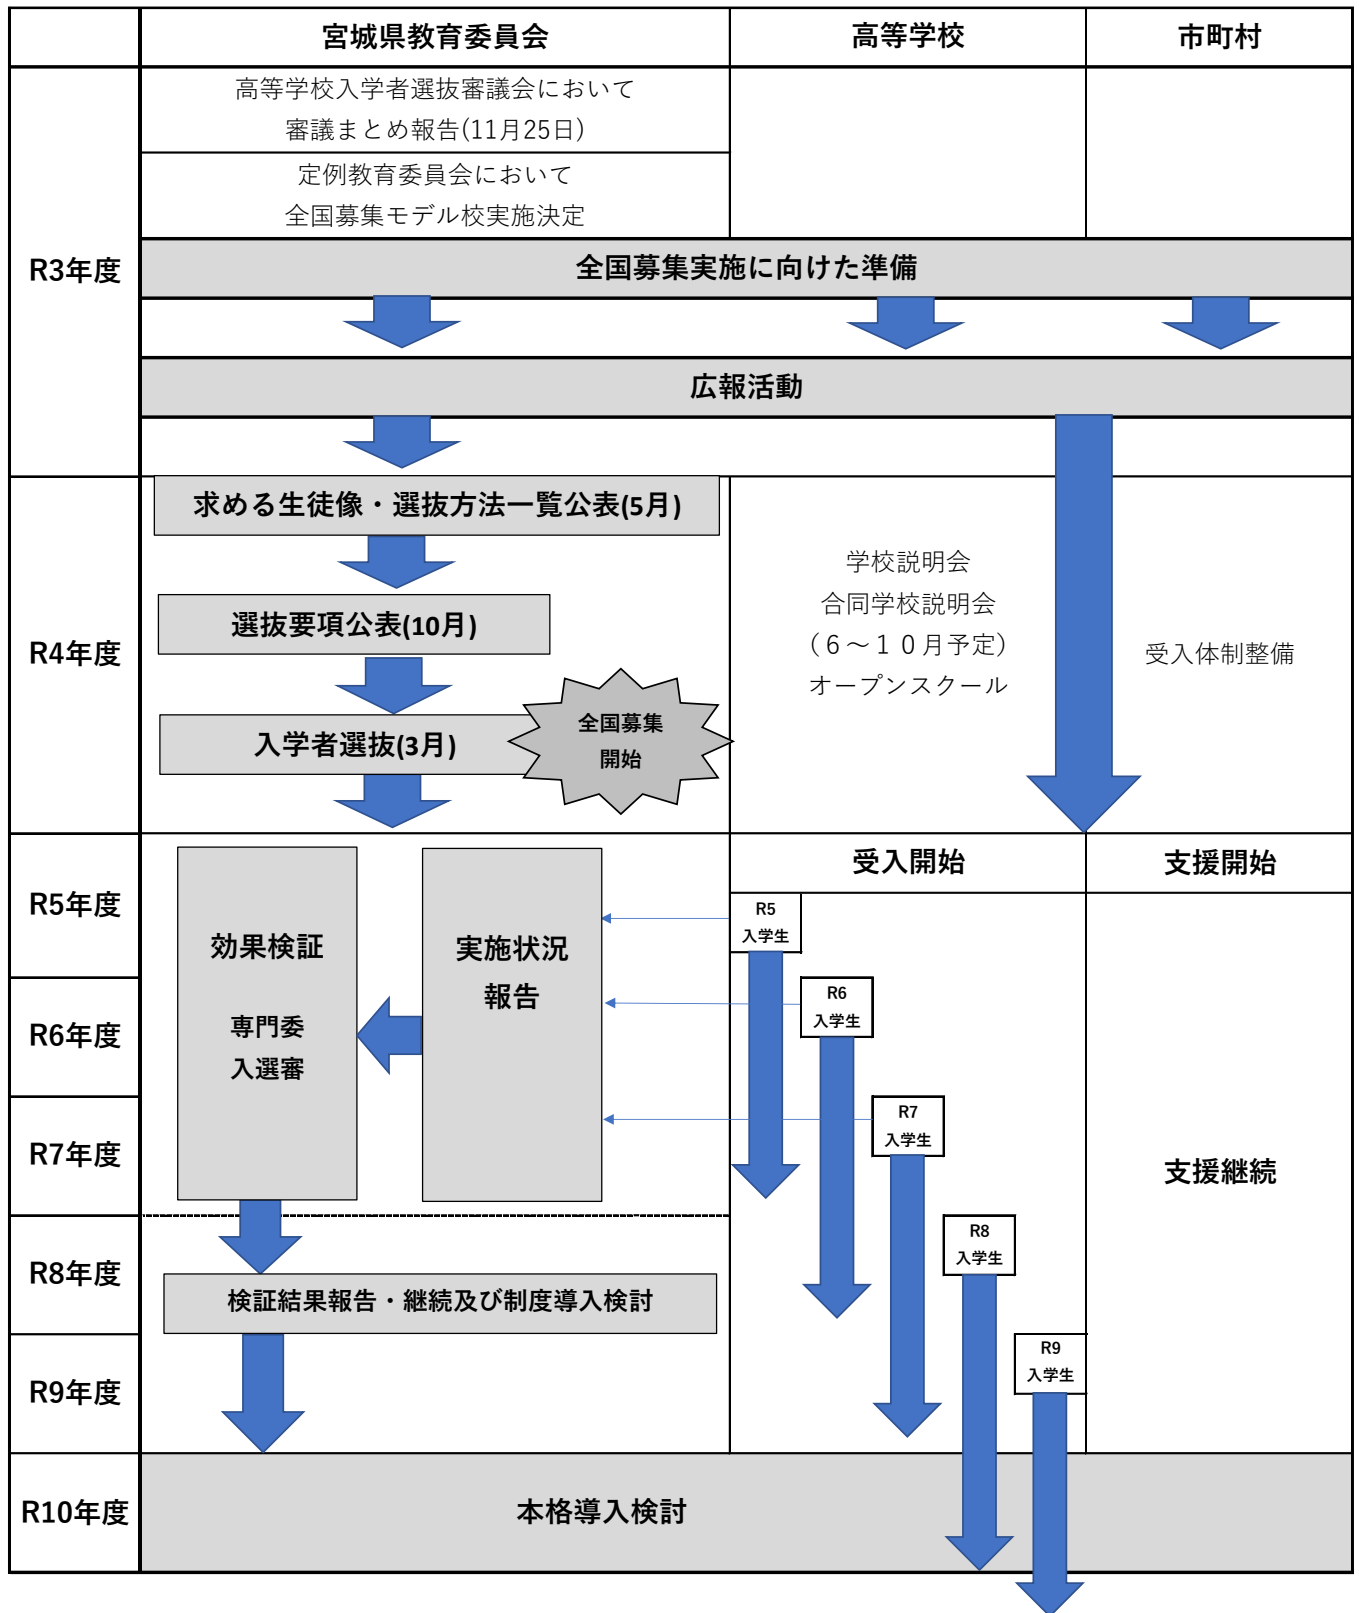 宮城県教育委員会
高等学校
市町村
R3年度
高等学校入学者選抜審議会において
審議まとめ報告(11月25日)
定例教育委員会において
全国募集モデル校実施決定
全国募集実施に向けた準備
広報活動
R4年度
求める生徒像・選抜方法一覧公表(5月)
選抜要項公表(10月)
入学者選抜(3月)
全国募集
開始
学校説明会
合同学校説明会
（６～１０月予定）
オープンスクール
受入体制整備
R5年度
受入開始
支援開始
効果検証
専門委
入選審
実施状況
報告
R5
入学生
R6年度
R6
入学生
R7年度
R7
入学生
支援継続
R8年度
R8
入学生
検証結果報告・継続及び制度導入検討
R9年度
R9
入学生
R10年度
本格導入検討